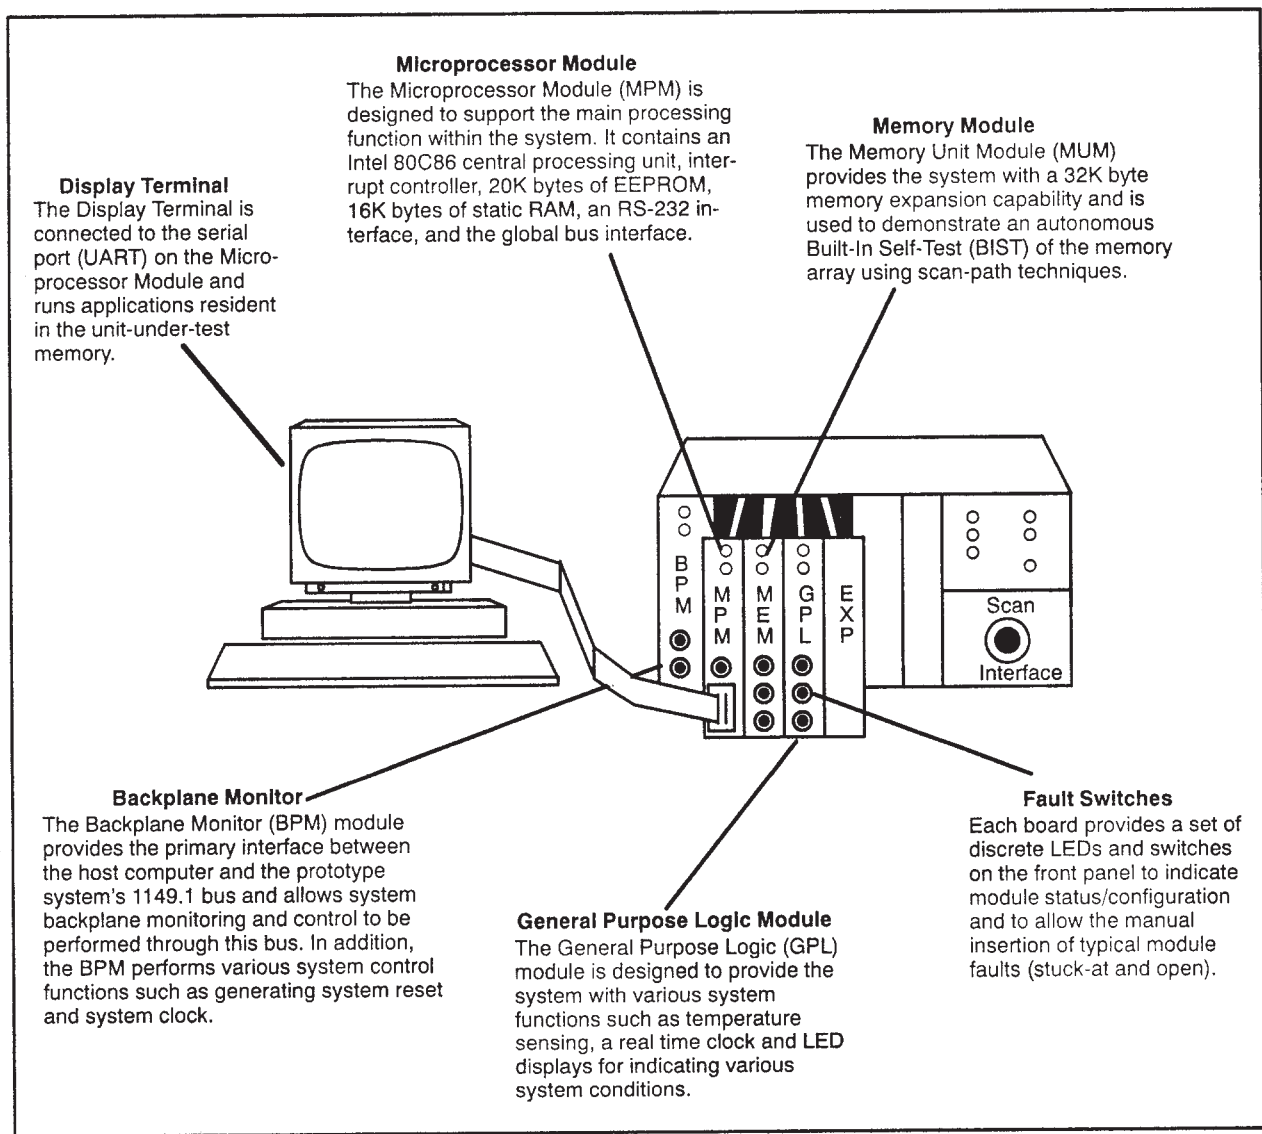 Microprocessor Module
The Microprocessor Module (MPM) is
designed to support the main processing
function within the system. It contains an
Intel 80C86 central processing unit, inter-
rupt controller, 20K bytes of EEPROM,
16K bytes of static RAM, an RS-232 in-
terface, and the global bus interface.
Memory Module
The Memory Unit Module (MUM)
provides the system with a 32K byte
memory expansion capability and is
used to demonstrate an autonomous
Built-In Self-Test (BIST) of the memory
array using scan-path techniques.
Display Terminal
The Display Terminal is
connected to the serial
port (UART) on the Micro-
processor Module and
runs applications resident
in the unit-under-test
memory.
BPM
MPM
MEM
GPL
EXP
Scan
Interface
Backplane Monitor
The Backplane Monitor (BPM) module
provides the primary interface between
the host computer and the prototype
system's 1149.1 bus and allows system
backplane monitoring and control to be
performed through this bus. In addition,
the BPM performs various system control
functions such as generating system reset
and system clock.
General Purpose Logic Module
The General Purpose Logic (GPL)
module is designed to provide the
system with various system
functions such as temperature
sensing, a real time clock and LED
displays for indicating various
system conditions.
Fault Switches
Each board provides a set of
discrete LEDs and switches
on the front panel to indicate
module status/configuration
and to allow the manual
insertion of typical module
faults (stuck-at and open).